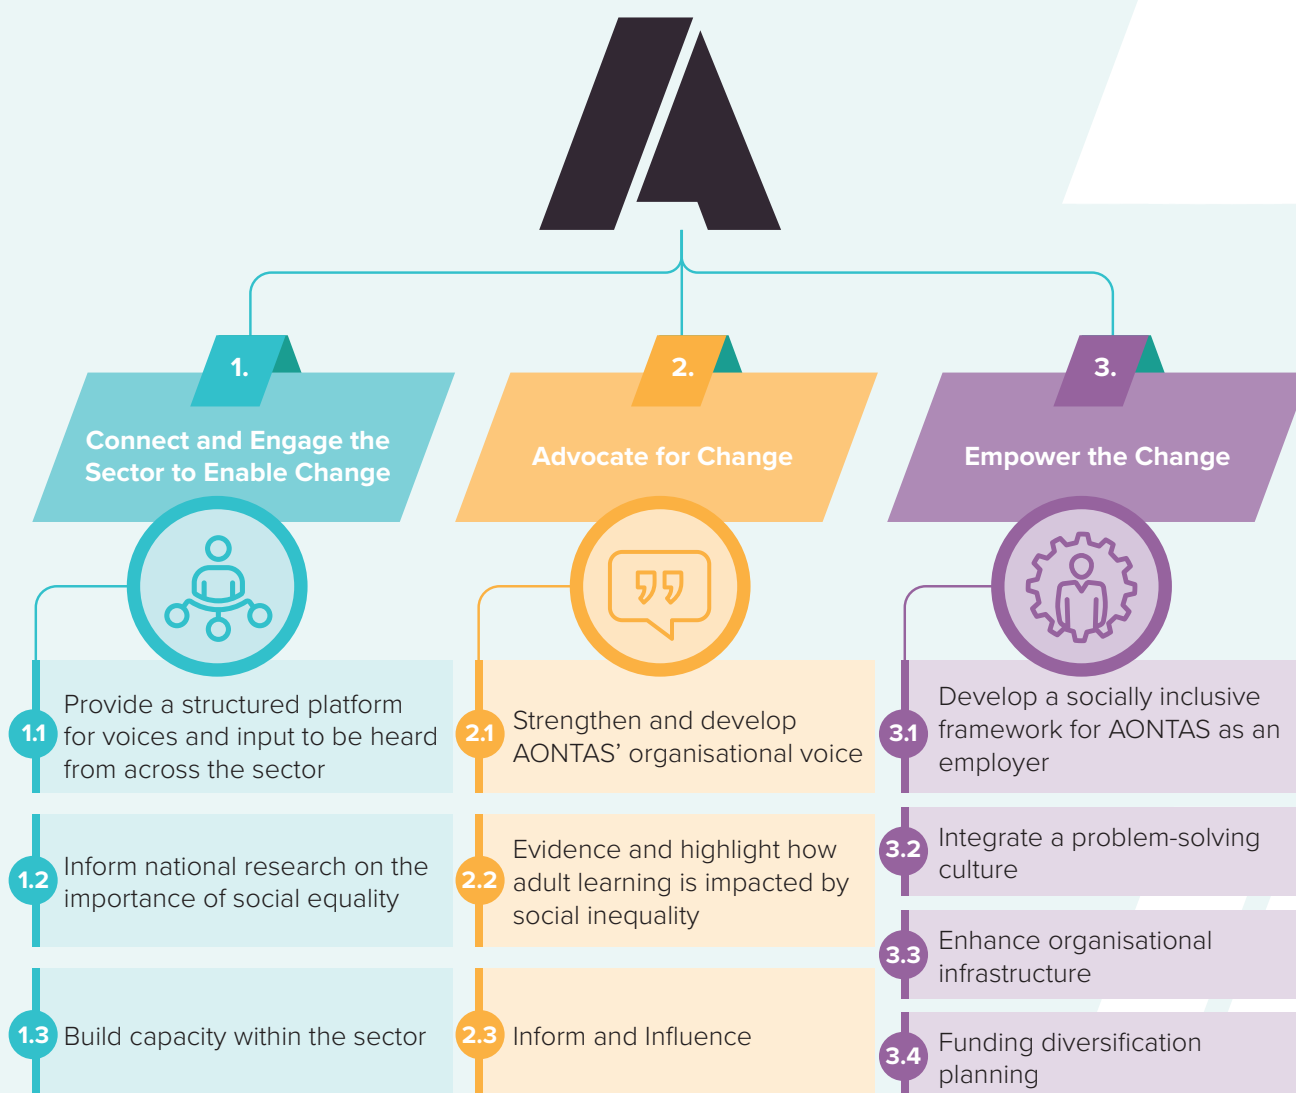 1.
Connect and Engage the
Sector to Enable Change
1.1
Provide a structured platform
for voices and input to be heard
from across the sector
1.2
Inform national research on the
importance of social equality
1.3
Build capacity within the sector
2.
Advocate for Change
2.1
Strengthen and develop
AONTAS’ organisational voice
2.2
Evidence and highlight how
adult learning is impacted by
social inequality
2.3
Inform and Influence
3.
Empower the Change
3.1
Develop a socially inclusive
framework for AONTAS as an
employer
3.2
Integrate a problem-solving
culture
3.3
Enhance organisational
infrastructure
3.4
Funding diversification
planning